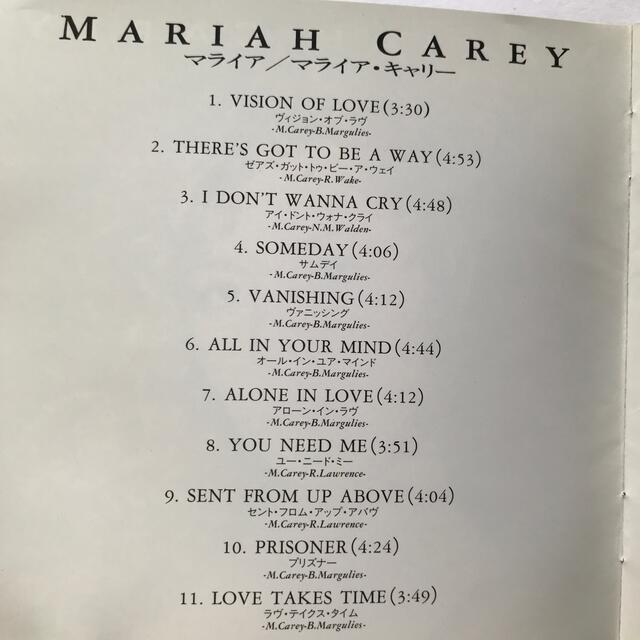 MARIAH CAREY
マライア／マライア・キャリー
1. VISION OF LOVE(3:30)
ヴィジョン・オブ・ラヴ
-M.Carey-B.Margulies-
2. THERE'S GOT TO BE A WAY(4:53)
ゼアズ・ガット・トゥ・ビー・ア・ウェイ
-M.Carey-R.Wake-
3. I DON'T WANNA CRY(4:48)
アイ・ドント・ウォナ・クライ
-M.Carey-N.M.Walden-
4. SOMEDAY(4:06)
サムデイ
-M.Carey-B.Margulies-
5. VANISHING(4:12)
ヴァニッシング
-M.Carey-B.Margulies-
6. ALL IN YOUR MIND(4:44)
オール・イン・ユア・マインド
-M.Carey-B.Margulies-
7. ALONE IN LOVE(4:12)
アローン・イン・ラヴ
-M.Carey-B.Margulies-
8. YOU NEED ME(3:51)
ユー・ニード・ミー
-M.Carey-R.Lawrence-
9. SENT FROM UP ABOVE(4:04)
セント・フロム・アップ・アバヴ
-M.Carey-R.Lawrence-
10. PRISONER(4:24)
プリズナー
-M.Carey-B.Margulies-
11. LOVE TAKES TIME(3:49)
ラヴ・テイクス・タイム
-M.Carey-B.Margulies-